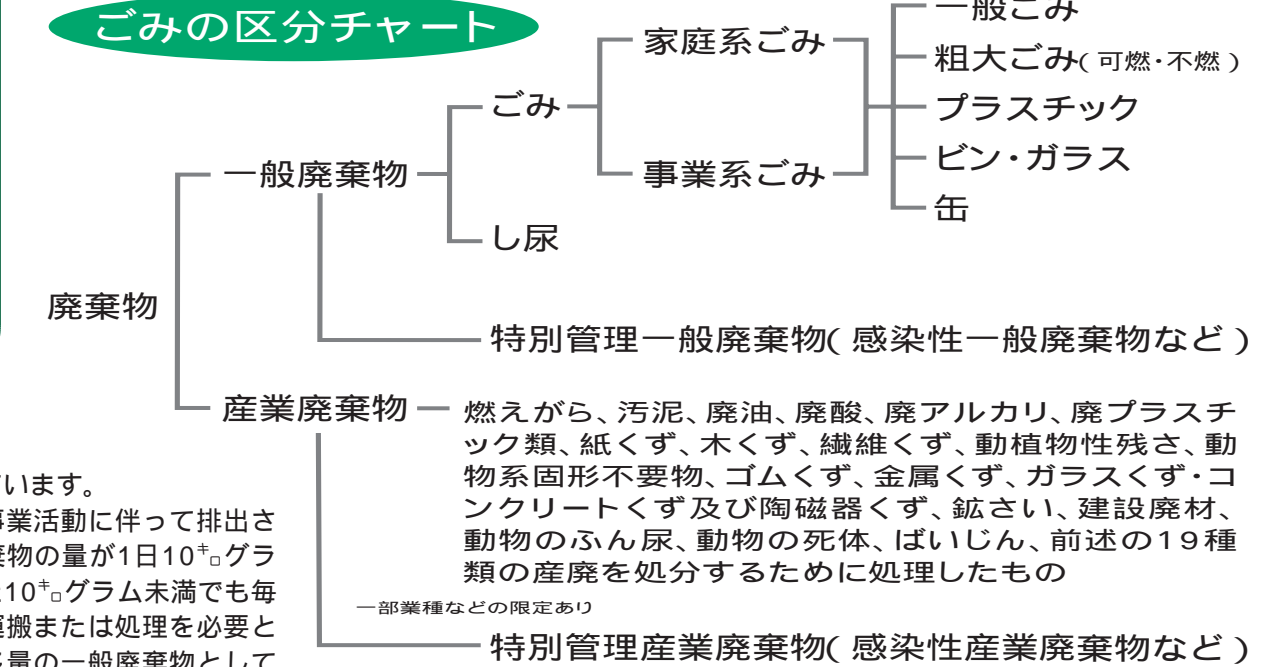 ごみの区分チャート
一般ごみ
家庭系ごみ
粗大ごみ(可燃・不燃)
ごみ
プラスチック
一般廃棄物
事業系ごみ
ビン・ガラス
缶
し尿
廃棄物
特別管理一般廃棄物(感染性一般廃棄物など)
産業廃棄物
燃えがら、汚泥、廃油、廃酸、廃アルカリ、廃プラスチ
ック類、紙くず、木くず、繊維くず、動植物性残さ、動
物系固形不要物、ゴムくず、金属くず、ガラスくず・コ
ンクリートくず及び陶磁器くず、鉱さい、建設廃材、
動物のふん尿、動物の死体、ばいじん、前述の19種
類の産廃を処分するために処理したもの
一部業種などの限定あり
特別管理産業廃棄物(感染性産業廃棄物など)
います。
事業活動に伴って排出さ
棄物の量が1日10キログラ
10キログラム未満でも毎
運搬または処理を必要と
多量の一般廃棄物として